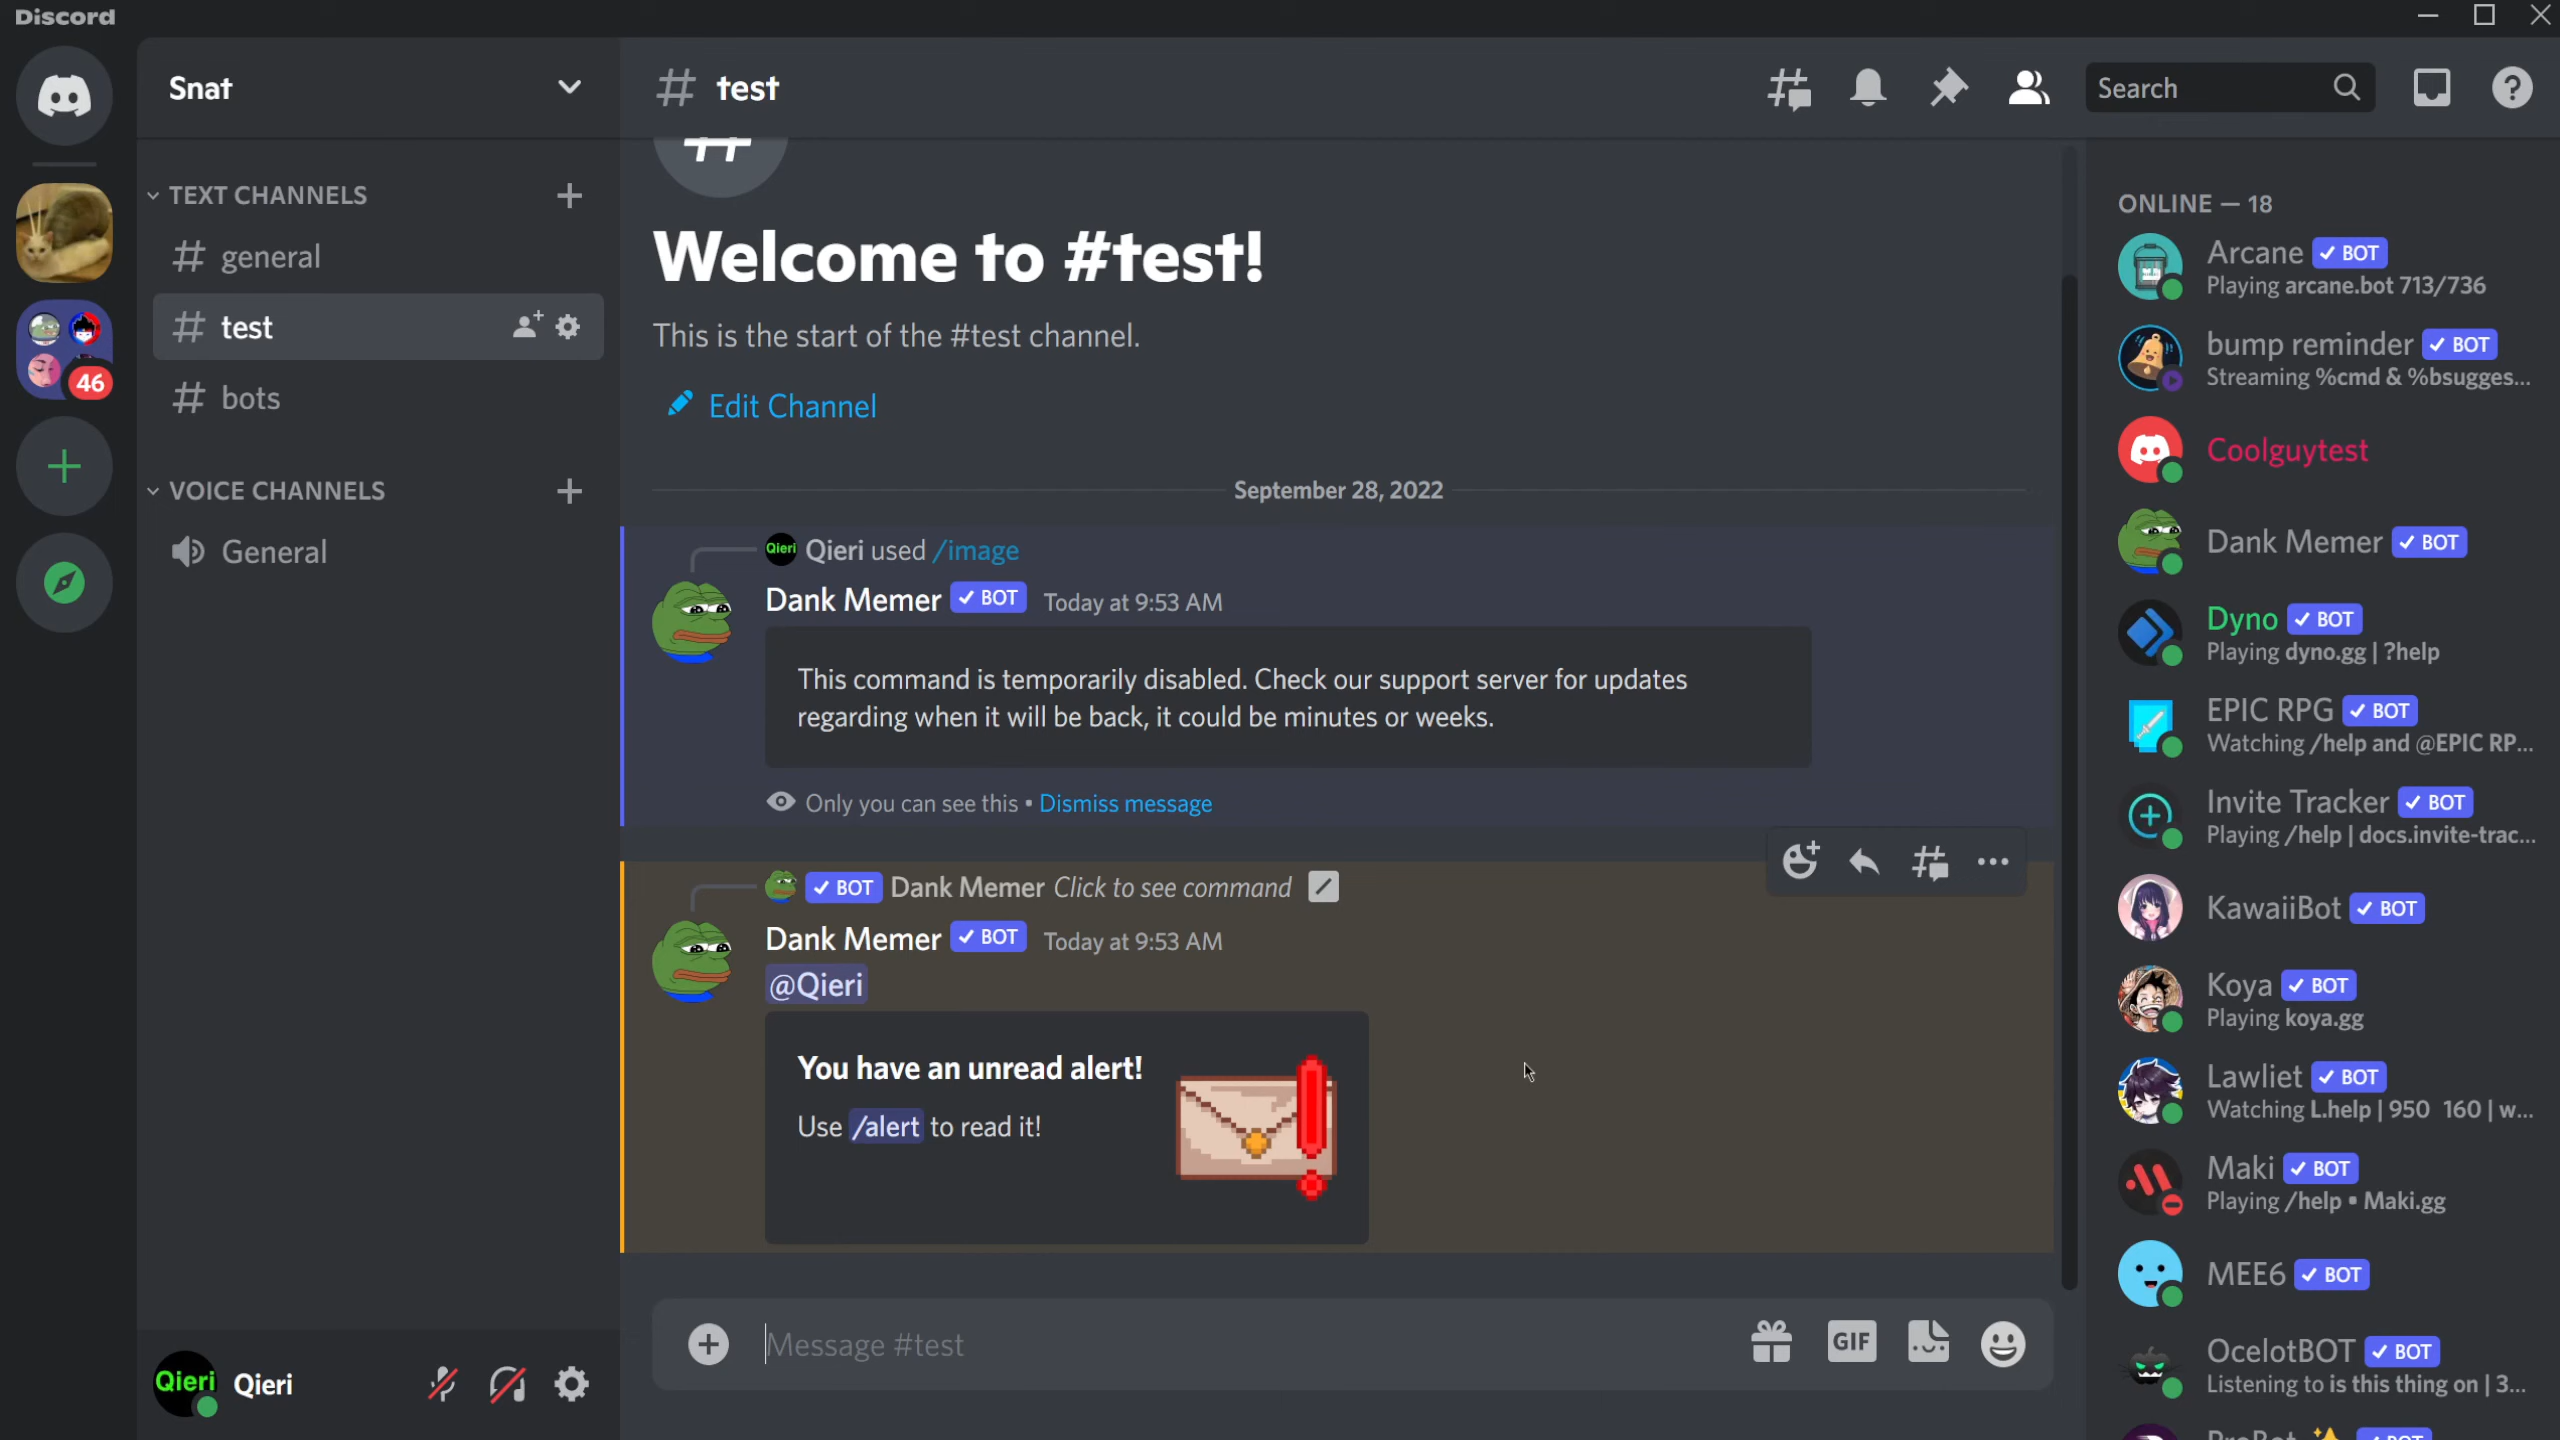 Discord
Snat
# test
Search
?
TEXT CHANNELS
# general
# test
# bots
46
VOICE CHANNELS
General
Welcome to #test!
This is the start of the #test channel.
Edit Channel
September 28, 2022
Qieri Qieri used /image
Dank Memer ✓ BOT Today at 9:53 AM
This command is temporarily disabled. Check our support server for updates
regarding when it will be back, it could be minutes or weeks.
Only you can see this • Dismiss message
✓ BOT Dank Memer Click to see command
Dank Memer ✓ BOT Today at 9:53 AM
@Qieri
You have an unread alert!
Use /alert to read it!
Message #test
GIF
Qieri Qieri
ONLINE — 18
Arcane ✓ BOT
Playing arcane.bot 713/736
bump reminder ✓ BOT
Streaming %cmd & %bsugges...
Coolguytest
Dank Memer ✓ BOT
Dyno ✓ BOT
Playing dyno.gg | ?help
EPIC RPG ✓ BOT
Watching /help and @EPIC RP...
Invite Tracker ✓ BOT
Playing /help | docs.invite-trac...
KawaiiBot ✓ BOT
Koya ✓ BOT
Playing koya.gg
Lawliet ✓ BOT
Watching L.help | 950 160 | w...
Maki ✓ BOT
Playing /help • Maki.gg
MEE6 ✓ BOT
OcelotBOT ✓ BOT
Listening to is this thing on | 3...